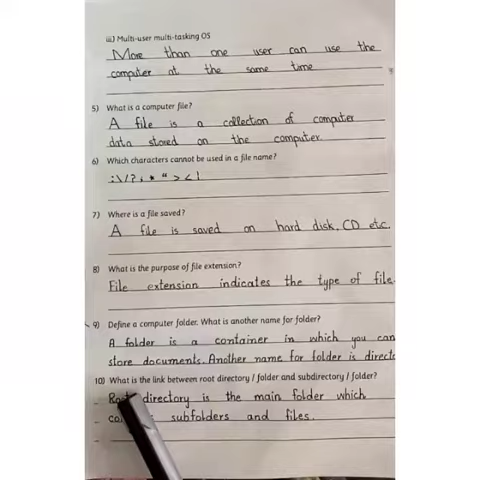 iii) Multi-user multi-tasking OS
More than one user can use the
computer at the same time
5) What is a computer file?
A file is a collection of computer
data stored on the computer.
6) Which characters cannot be used in a file name?
: \ / ? , * " > < |
7) Where is a file saved?
A file is saved on hard disk, CD etc.
8) What is the purpose of file extension?
File extension indicates the type of file.
9) Define a computer folder. What is another name for folder?
A folder is a container in which you can
store documents. Another name for folder is directo
10) What is the link between root directory / folder and subdirectory / folder?
Root directory is the main folder which
subfolders and files.